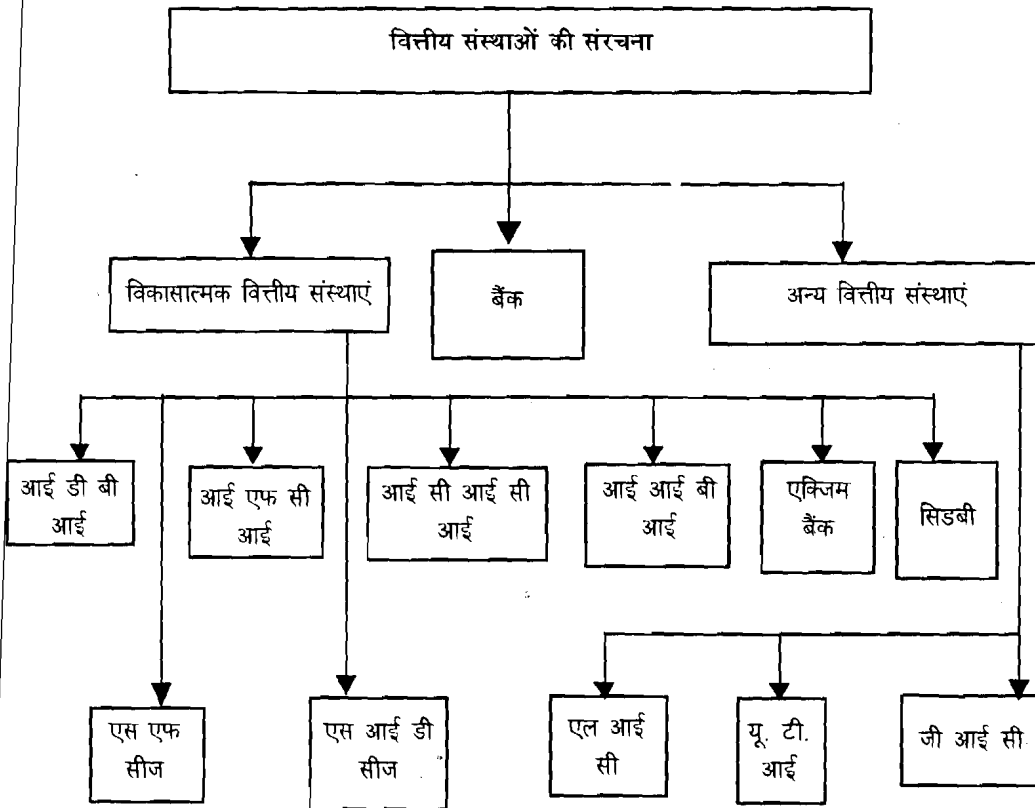 वित्तीय संस्थाओं की संरचना
विकासात्मक वित्तीय संस्थाएं
बैंक
अन्य वित्तीय संस्थाएं
आई डी बी
आई
आई एफ सी
आई
आई सी आई सी
आई
आई आई बी
आई
एक्जिम
बैंक
सिडबी
एस एफ
सीज
एस आई डी
सीज
एल आई
सी
यू. टी.
आई
जी आई सी